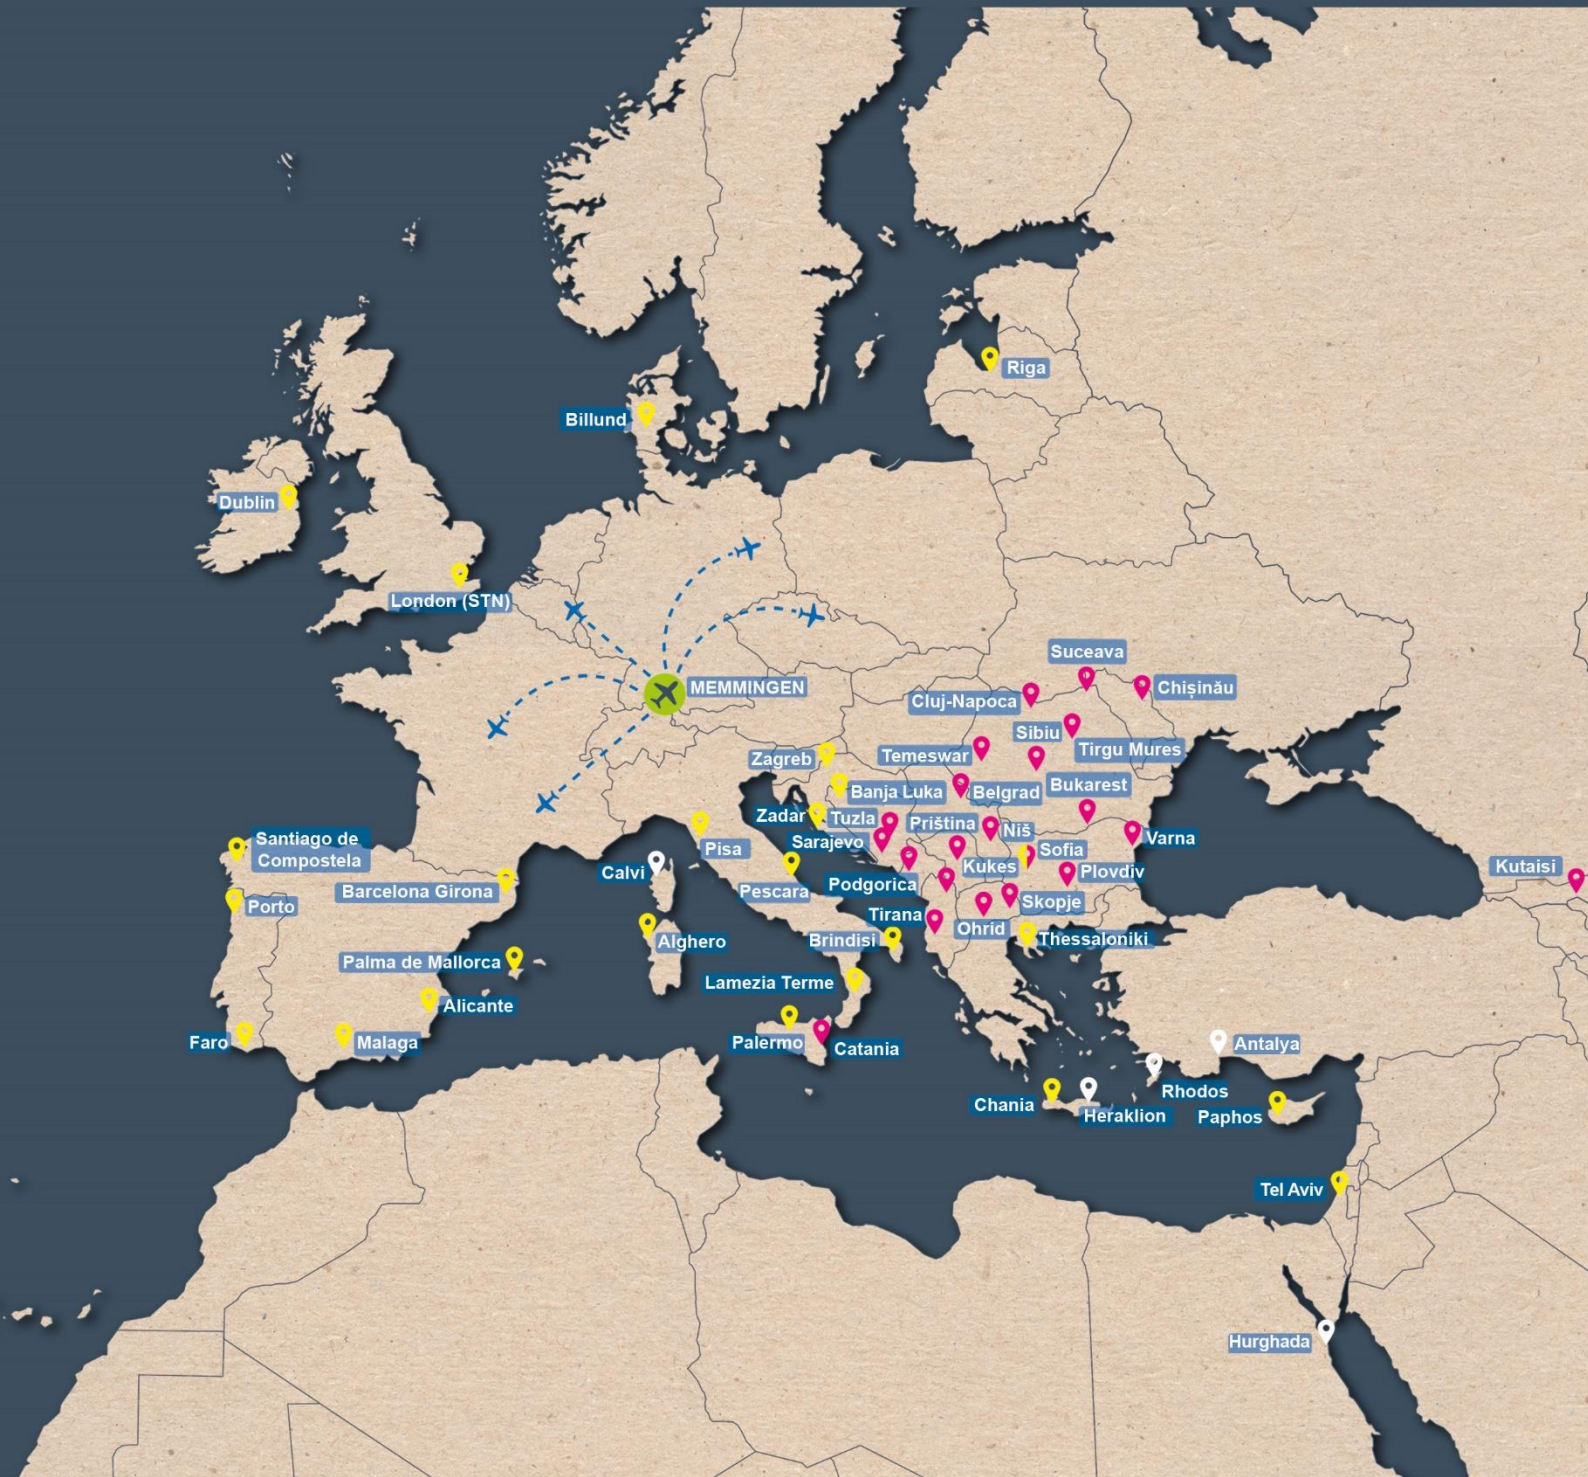 Riga
Billund
Dublin
London (STN)
Suceava
MEMMINGEN
Chișinău
Cluj-Napoca
Sibiu
Tirgu Mures
Zagreb
Temeswar
Bukarest
Banja Luka
Belgrad
Zadar
Tuzla
Priština
Niš
Varna
Santiago de
Compostela
Sarajevo
Pisa
Sofia
Kutaisi
Calvi
Kukes
Plovdiv
Barcelona Girona
Pescara
Podgorica
Porto
Skopje
Tirana
Ohrid
Alghero
Brindisi
Thessaloniki
Palma de Mallorca
Lamezia Terme
Alicante
Faro
Malaga
Palermo
Catania
Antalya
Rhodos
Chania
Heraklion
Paphos
Tel Aviv
Hurghada